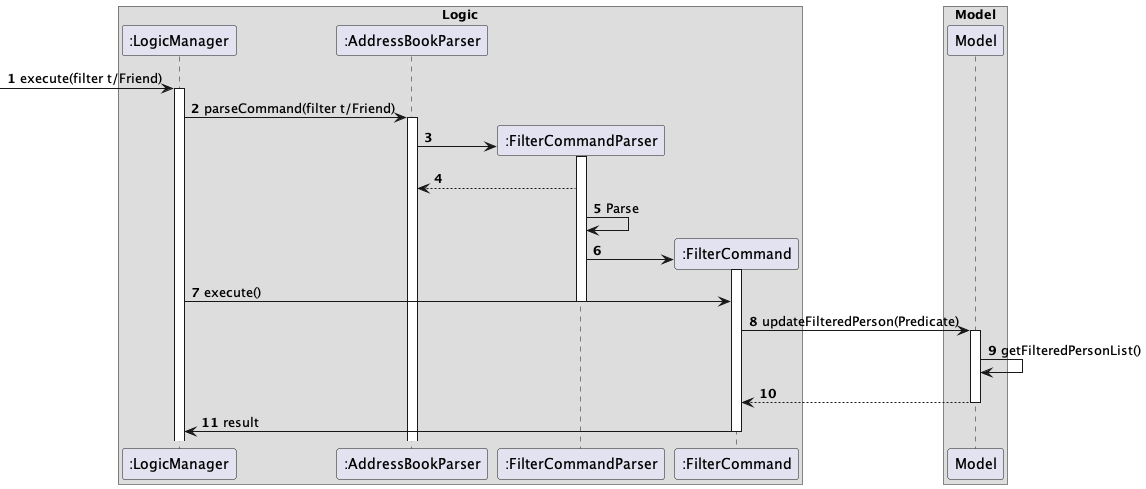 Logic
Model
:LogicManager
:AddressBookParser
Model
1 execute(filter t/Friend)
2 parseCommand(filter t/Friend)
3
:FilterCommandParser
4
5 Parse
6
:FilterCommand
7 execute()
8 updateFilteredPerson(Predicate)
9 getFilteredPersonList()
10
11 result
:LogicManager
:AddressBookParser
:FilterCommandParser
:FilterCommand
Model